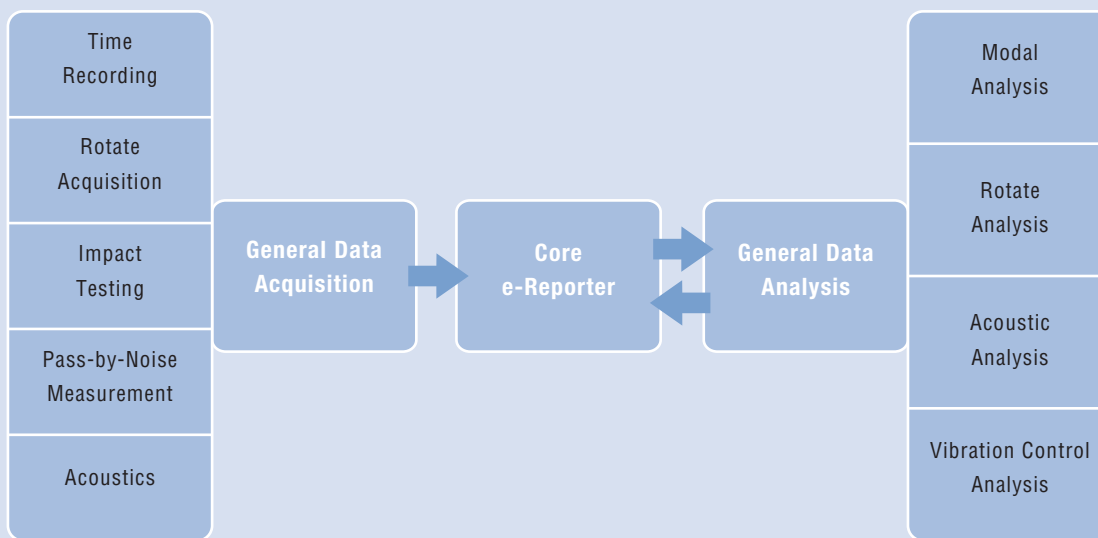 Time
Recording
Rotate
Acquisition
Impact
Testing
Pass-by-Noise
Measurement
Acoustics
General Data
Acquisition
Core
e-Reporter
General Data
Analysis
Modal
Analysis
Rotate
Analysis
Acoustic
Analysis
Vibration Control
Analysis